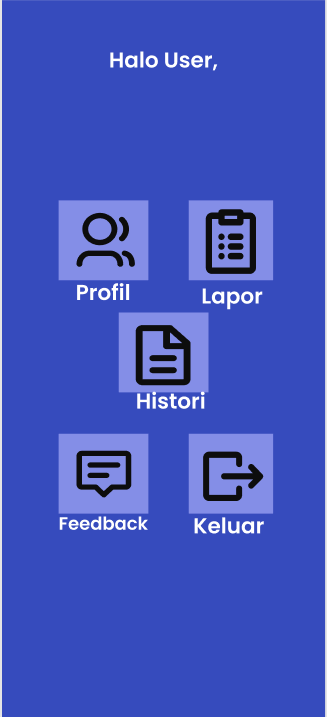 Halo User,
Profil
Lapor
Histori
Feedback
Keluar